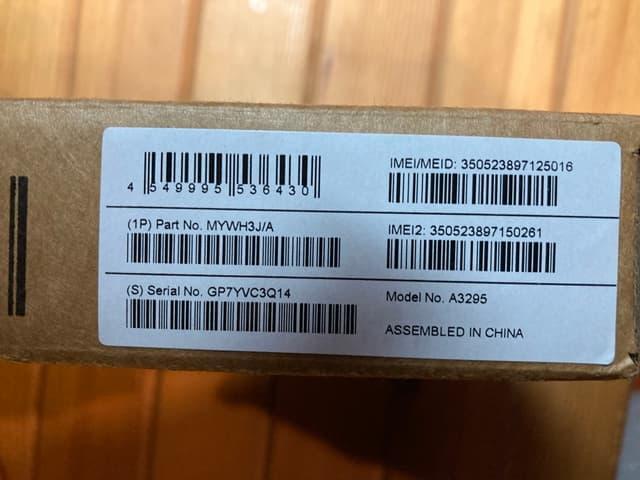 4 549995 536430
IMEI/MEID: 350523897125016
(1P) Part No. MYWH3J/A
IMEI2: 350523897150261
(S) Serial No. GP7YVC3Q14
Model No. A3295
ASSEMBLED IN CHINA